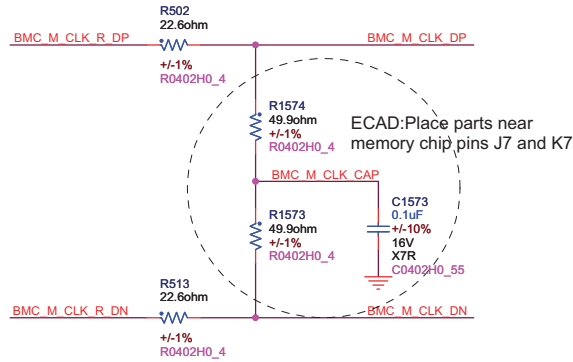 R502
22.6ohm
BMC_M_CLK_R_DP
BMC_M_CLK_DP
+/-1%
R0402H0_4
R1574
49.9ohm
+/-1%
R0402H0_4
ECAD:Place parts near
memory chip pins J7 and K7
BMC_M_CLK_CAP
R1573
49.9ohm
+/-1%
R0402H0_4
C1573
0.1uF
+/-10%
16V
X7R
C0402H0_55
R513
22.6ohm
BMC_M_CLK_R_DN
BMC_M_CLK_DN
+/-1%
R0402H0_4